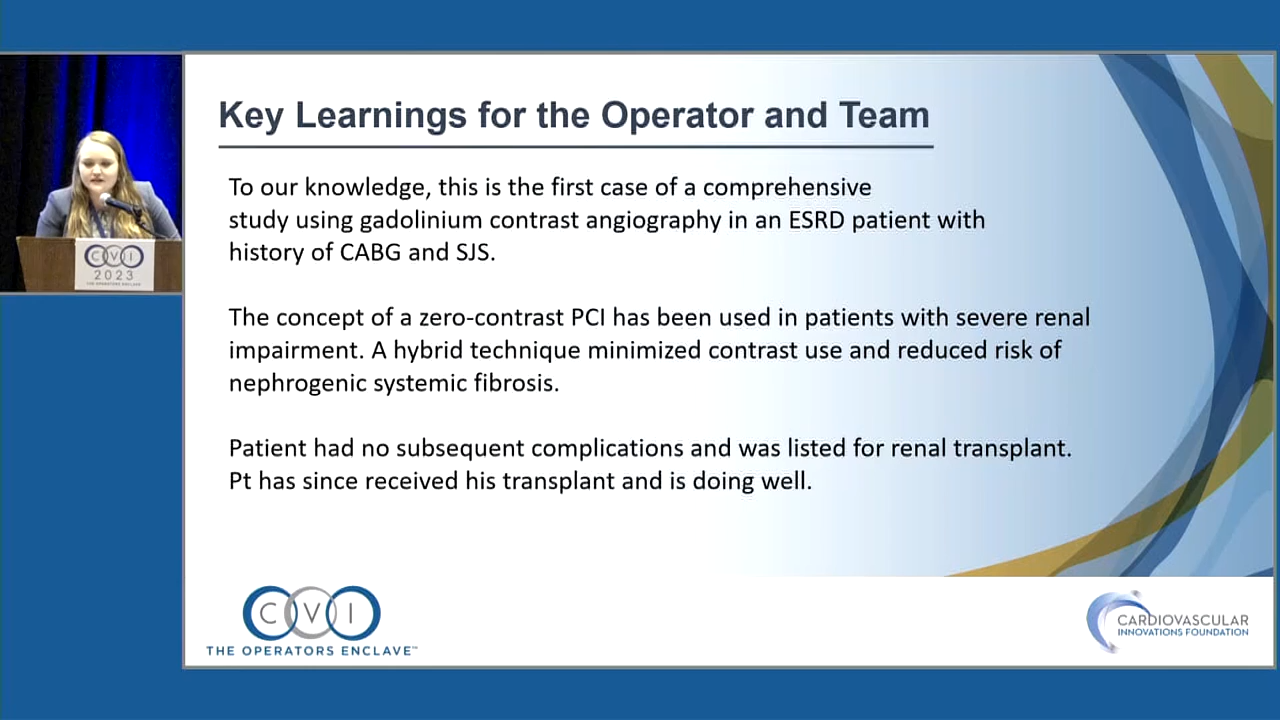 Key Learnings for the Operator and Team
To our knowledge, this is the first case of a comprehensive
study using gadolinium contrast angiography in an ESRD patient with
history of CABG and SJS.
The concept of a zero-contrast PCI has been used in patients with severe renal
impairment. A hybrid technique minimized contrast use and reduced risk of
nephrogenic systemic fibrosis.
Patient had no subsequent complications and was listed for renal transplant.
Pt has since received his transplant and is doing well.
CVI
2023
THE OPERATORS ENCLAVE
CVI
THE OPERATORS ENCLAVE™
CARDIOVASCULAR
INNOVATIONS FOUNDATION